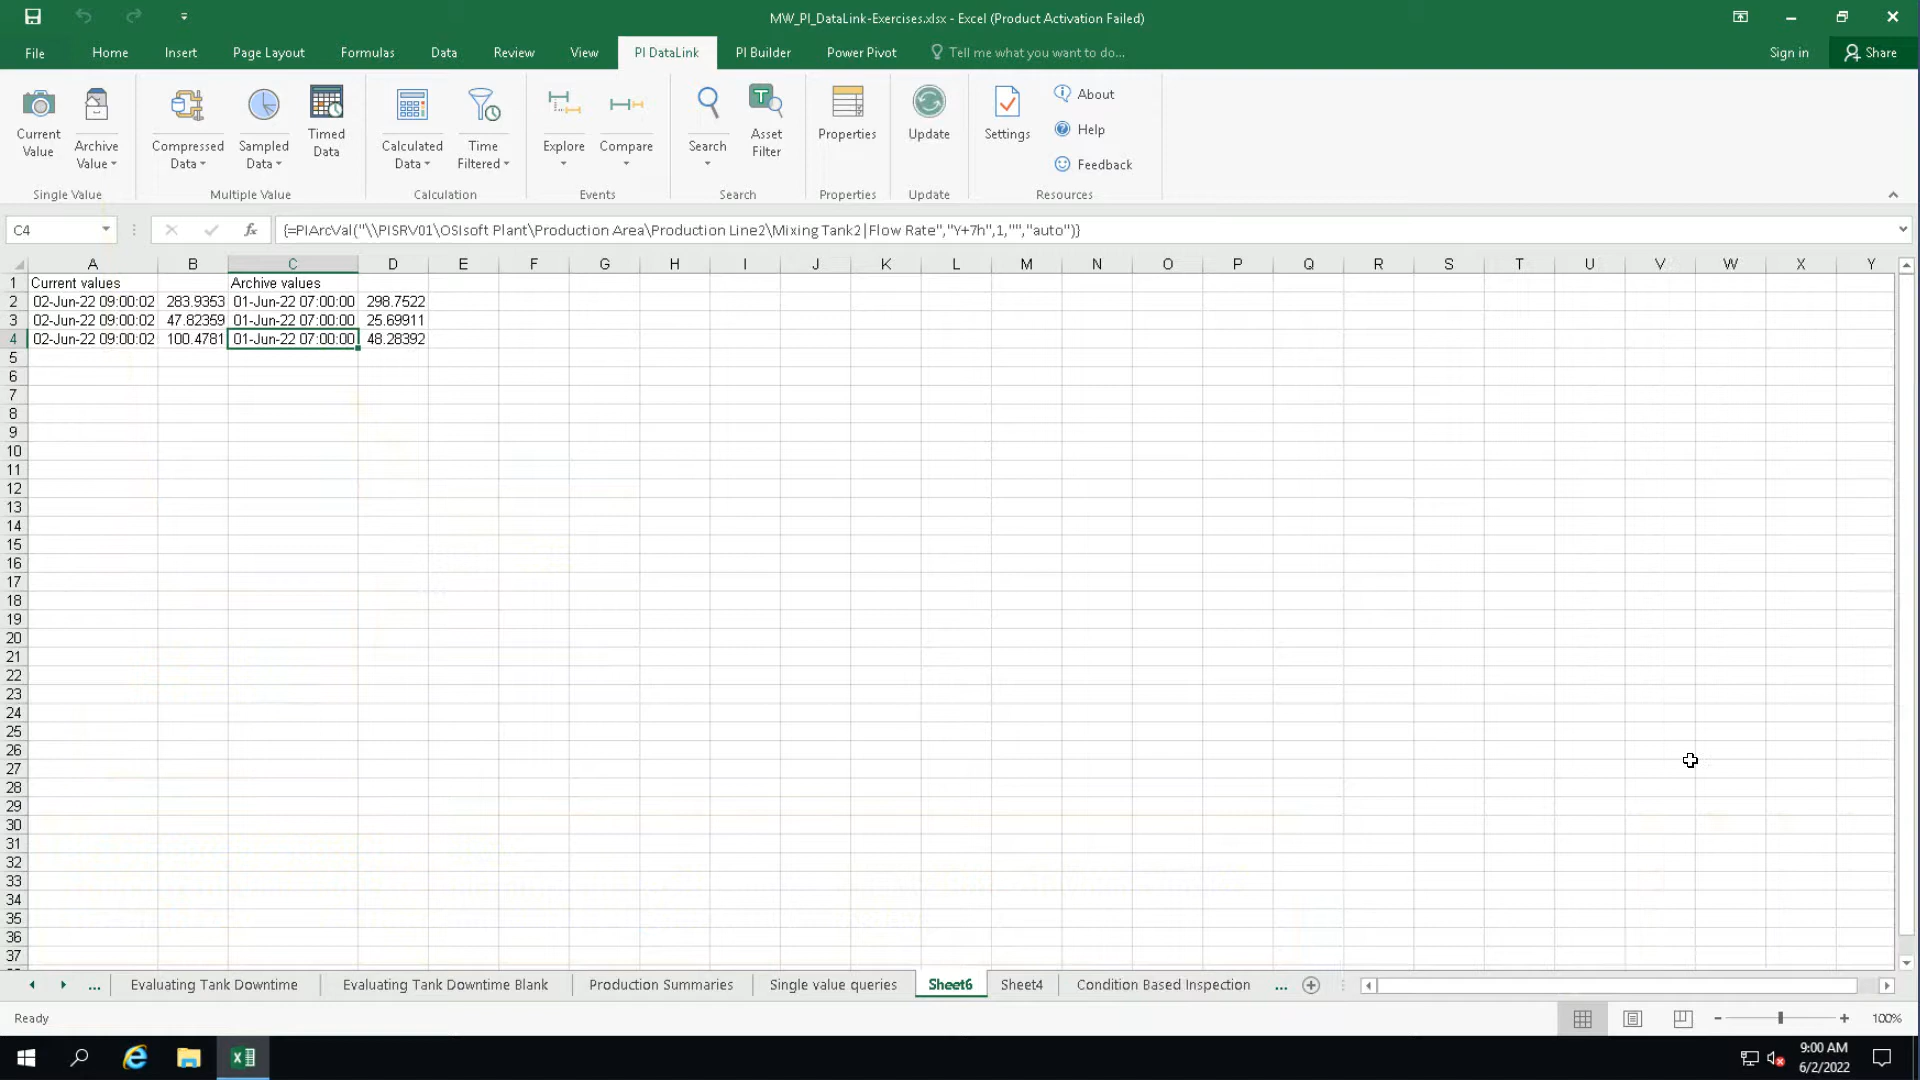 MW_PI_DataLink-Exercises.xlsx - Excel (Product Activation Failed)
File Home Insert Page Layout Formulas Data Review View PI DataLink PI Builder Power Pivot Tell me what you want to do... Sign in Share
Current Value
Archive Value
Compressed Data
Sampled Data
Timed Data
Calculated Data
Time Filtered
Explore
Compare
Search
Asset Filter
Properties
Update
Settings
About
Help
Feedback
Single Value Multiple Value Calculation Events Search Properties Update Resources
C4 fx {=PIArcVal("\\PISRV01\OSIsoft Plant\Production Area\Production Line2\Mixing Tank2|Flow Rate","Y+7h",1,"","auto")}
A B C D E F G H I J K L M N O P Q R S T U V W X Y
1 Current values Archive values
2 02-Jun-22 09:00:02 283.9353 01-Jun-22 07:00:00 298.7522
3 02-Jun-22 09:00:02 47.82359 01-Jun-22 07:00:00 25.69911
4 02-Jun-22 09:00:02 100.4781 01-Jun-22 07:00:00 48.28392
5
6
7
8
9
10
11
12
13
14
15
16
17
18
19
20
21
22
23
24
25
26
27
28
29
30
31
32
33
34
35
36
37
... Evaluating Tank Downtime Evaluating Tank Downtime Blank Production Summaries Single value queries Sheet6 Sheet4 Condition Based Inspection ...
Ready 100%
9:00 AM
6/2/2022